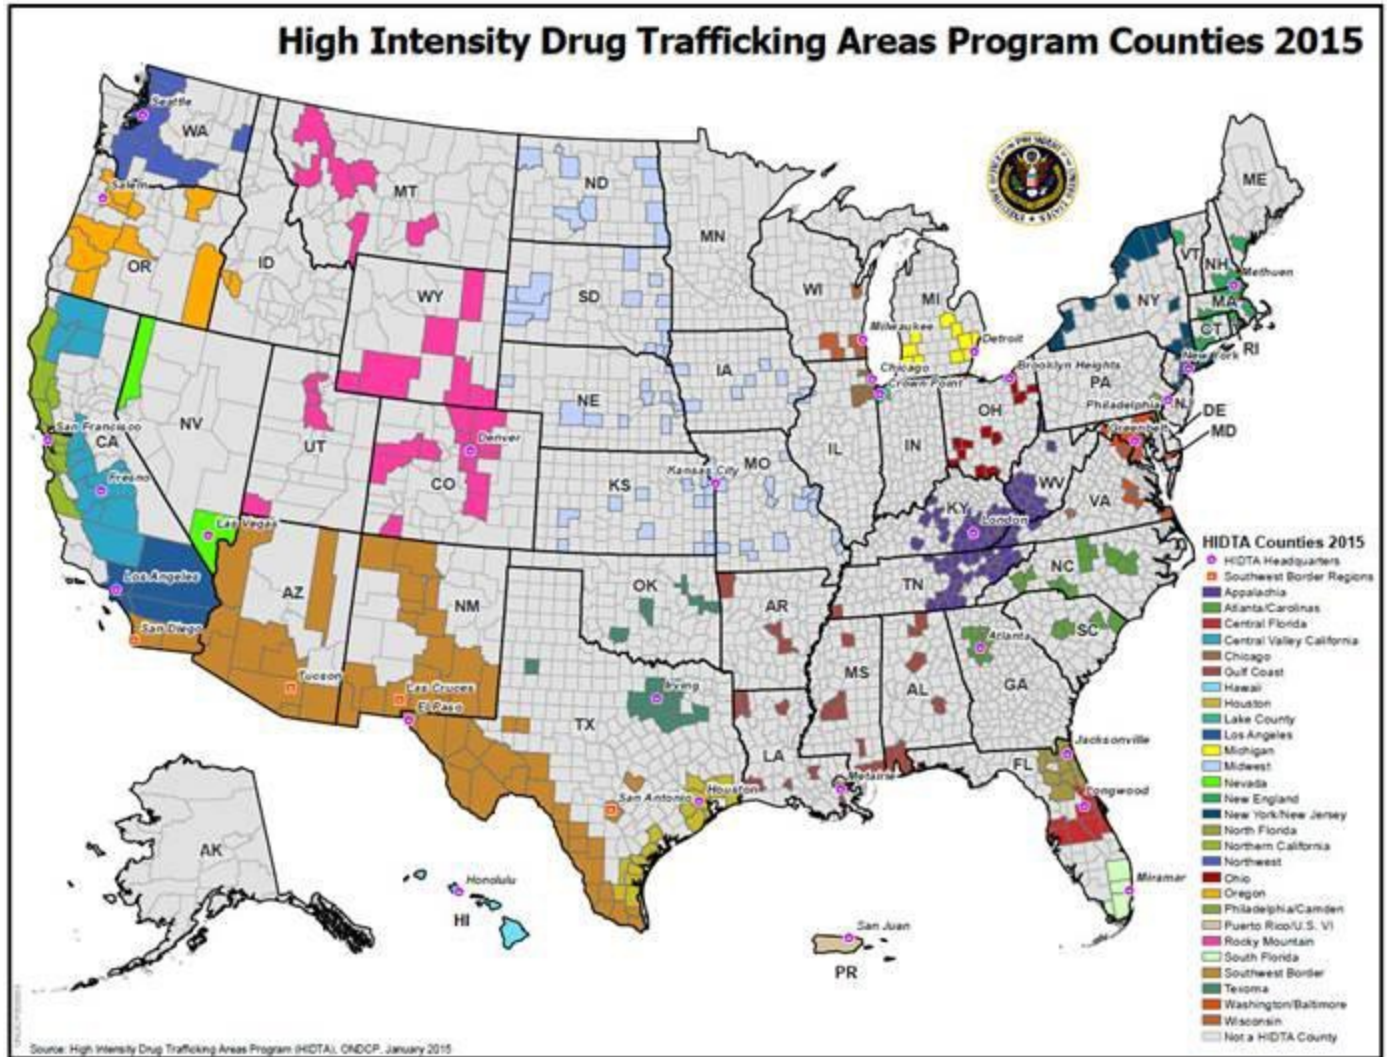 High Intensity Drug Trafficking Areas Program Counties 2015
Seattle
WA
Salem
OR
ID
MT
ND
MN
WI
MI
Milwaukee
Detroit
ME
VT
NH
Methuen
NY
MA
CT
RI
New York
WY
SD
IA
Chicago
Crown Point
Brooklyn Heights
PA
Philadelphia
NJ
DE
MD
Greenbelt
NE
NV
UT
CO
Denver
San Francisco
CA
Fresno
KS
Kansas City
MO
IL
IN
OH
WV
VA
KY
London
Las Vegas
Los Angeles
San Diego
AZ
Tucson
NM
Las Cruces
El Paso
OK
AR
TN
NC
SC
Atlanta
GA
AL
MS
LA
TX
Irving
San Antonio
Houston
Metairie
FL
Jacksonville
Longwood
Miramar
AK
Honolulu
HI
San Juan
PR
HIDTA Counties 2015
HIDTA Headquarters
Southwest Border Regions
Appalachia
Atlanta/Carolinas
Central Florida
Central Valley California
Chicago
Gulf Coast
Hawaii
Houston
Lake County
Los Angeles
Michigan
Midwest
Nevada
New England
New York/New Jersey
North Florida
Northern California
Northwest
Ohio
Oregon
Philadelphia/Camden
Puerto Rico/U.S. VI
Rocky Mountain
South Florida
Southwest Border
Texoma
Washington/Baltimore
Wisconsin
Not a HIDTA County
Source: High Intensity Drug Trafficking Areas Program (HIDTA), ONDCP, January 2015